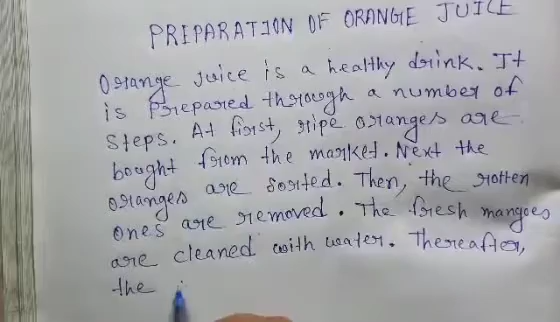 PREPARATION OF ORANGE JUICE
Orange juice is a healthy drink. It
is Prepared through a number of
steps. At first, ripe oranges are
bought from the market. Next the
oranges are sorted. Then, the rotten
ones are removed. The fresh mangoes
are cleaned with water. Thereafter,
the